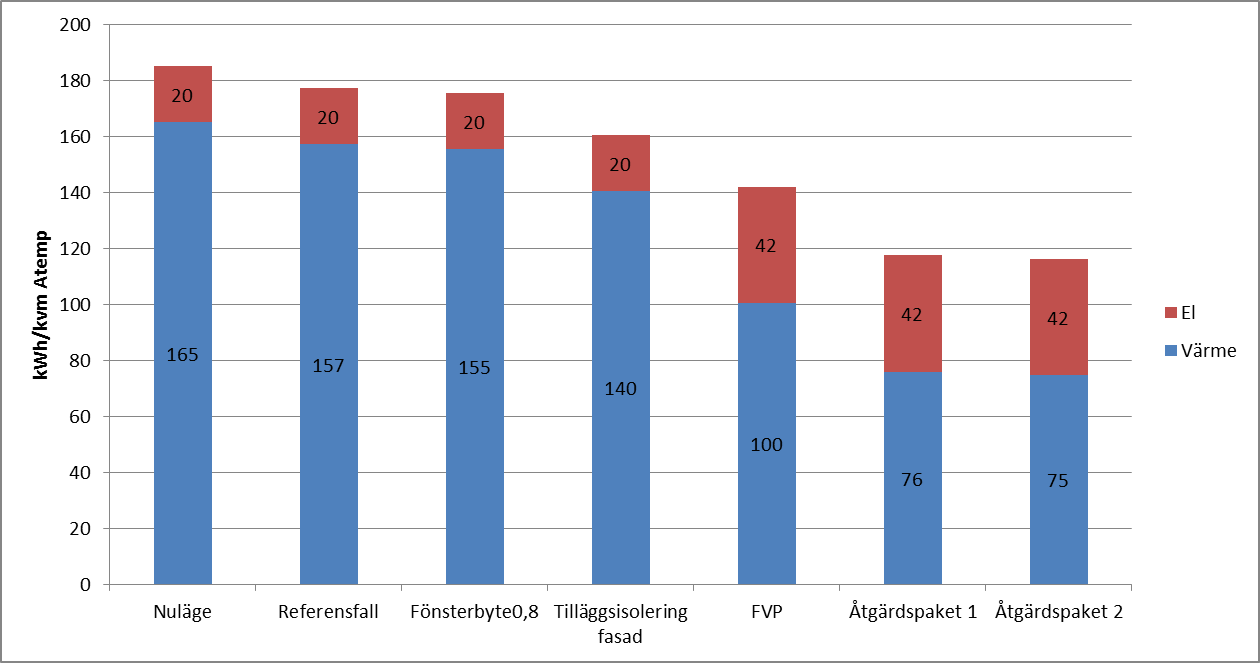 200
180
160
140
120
100
80
60
40
20
0
kWh/kvm Atemp
20
20
20
20
42
42
42
165
157
155
140
100
76
75
El
Värme
Nuläge
Referensfall
Fönsterbyte0,8
Tilläggsisolering
fasad
FVP
Åtgärdspaket 1
Åtgärdspaket 2